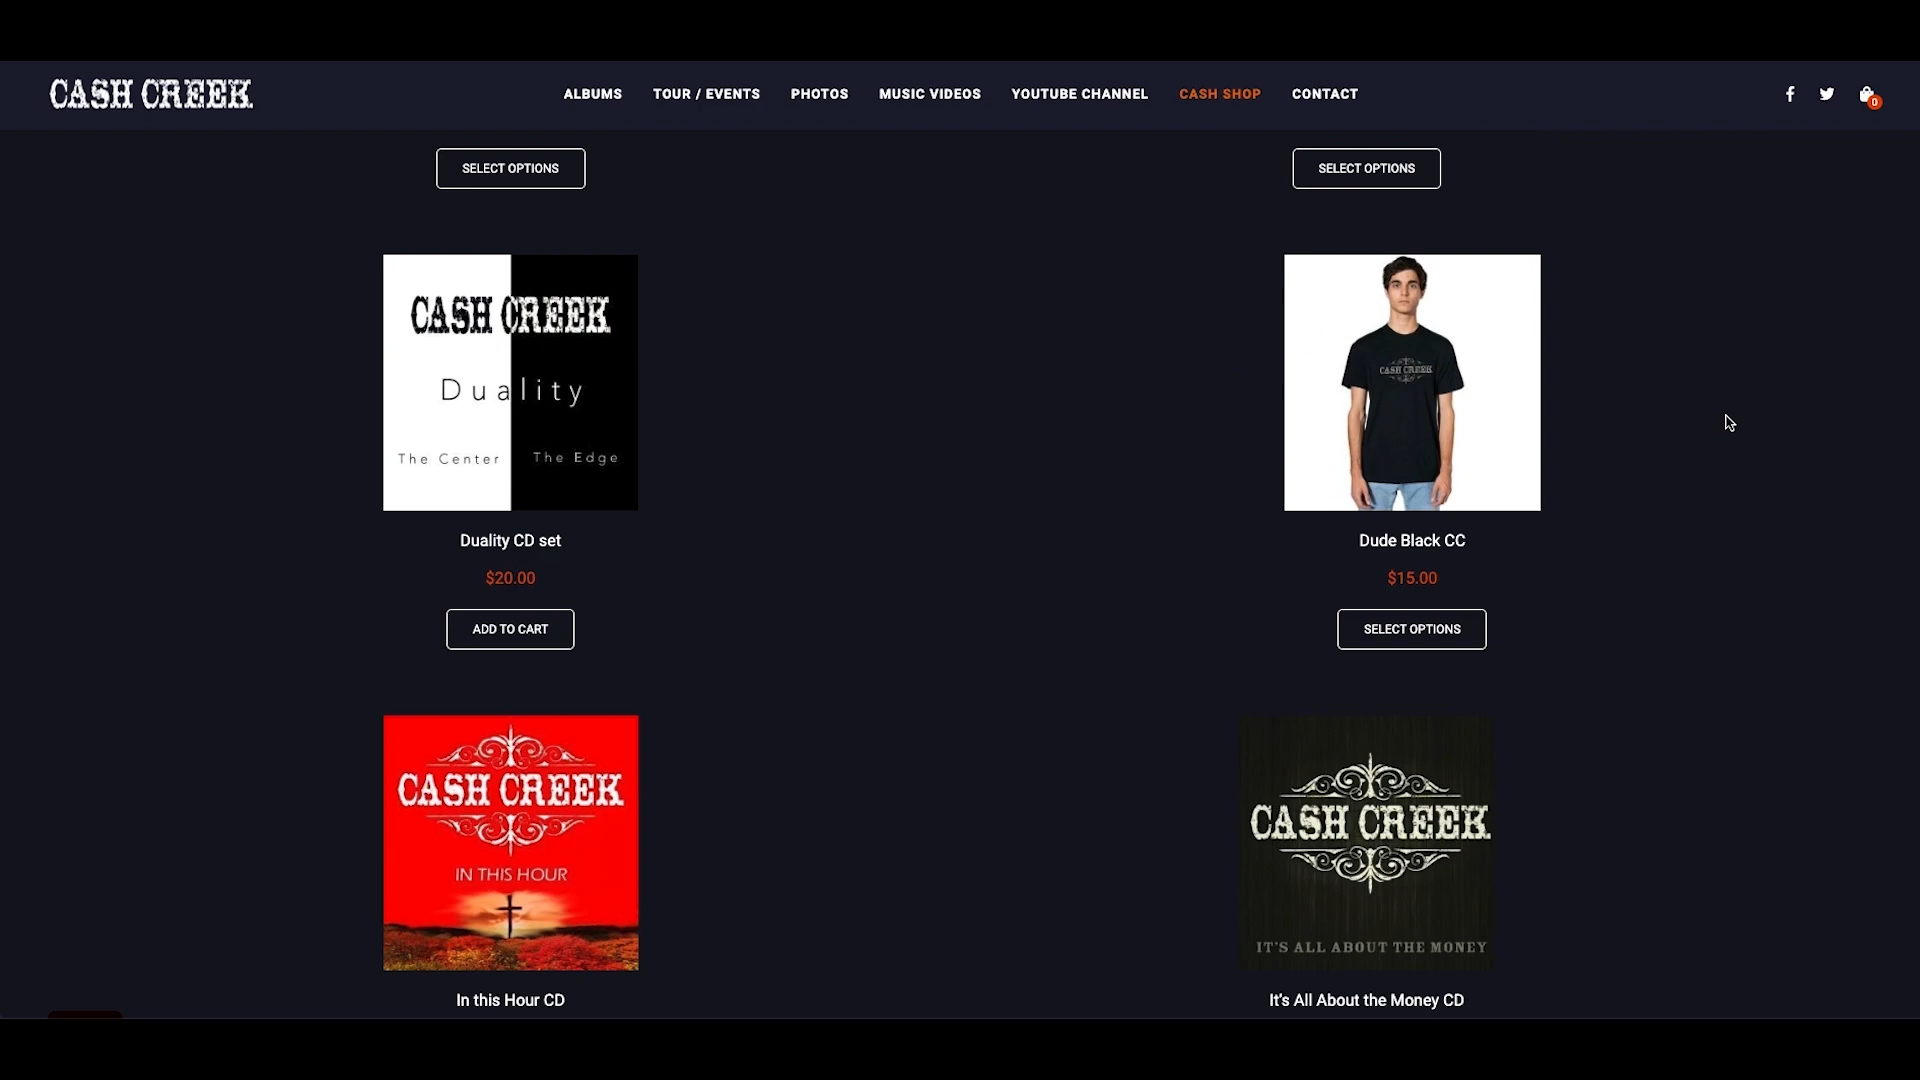 CASH CREEK
ALBUMS
TOUR / EVENTS
PHOTOS
MUSIC VIDEOS
YOUTUBE CHANNEL
CASH SHOP
CONTACT
0
SELECT OPTIONS
SELECT OPTIONS
CASH CREEK
Duality
The Center
The Edge
Duality CD set
$20.00
ADD TO CART
CASH CREEK
Dude Black CC
$15.00
SELECT OPTIONS
CASH CREEK
IN THIS HOUR
In this Hour CD
CASH CREEK
IT'S ALL ABOUT THE MONEY
It's All About the Money CD